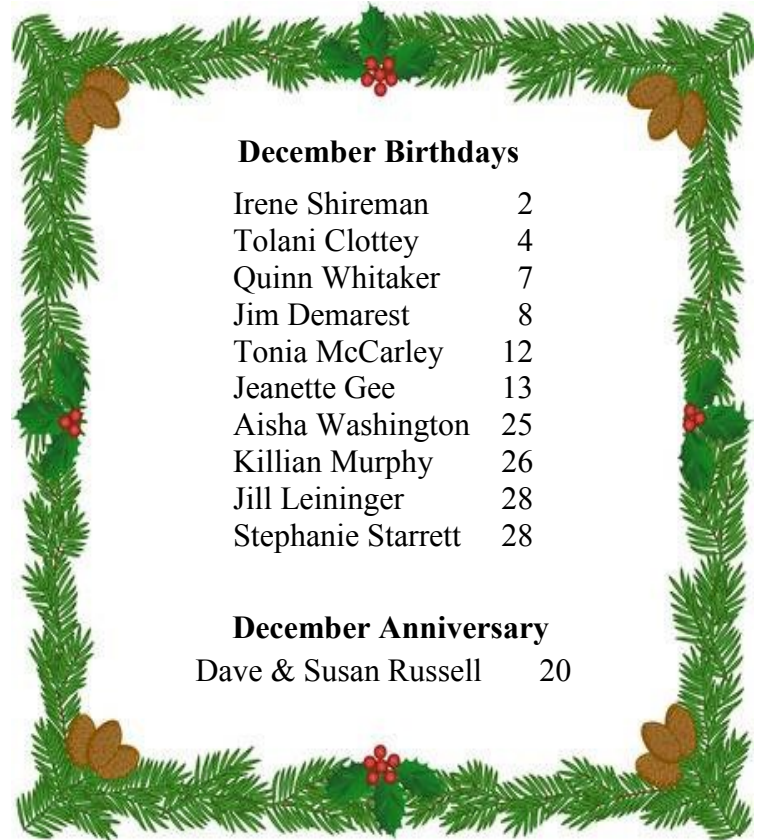 December Birthdays
Irene Shireman 2
Tolani Clottey 4
Quinn Whitaker 7
Jim Demarest 8
Tonia McCarley 12
Jeanette Gee 13
Aisha Washington 25
Killian Murphy 26
Jill Leininger 28
Stephanie Starrett 28
December Anniversary
Dave & Susan Russell 20